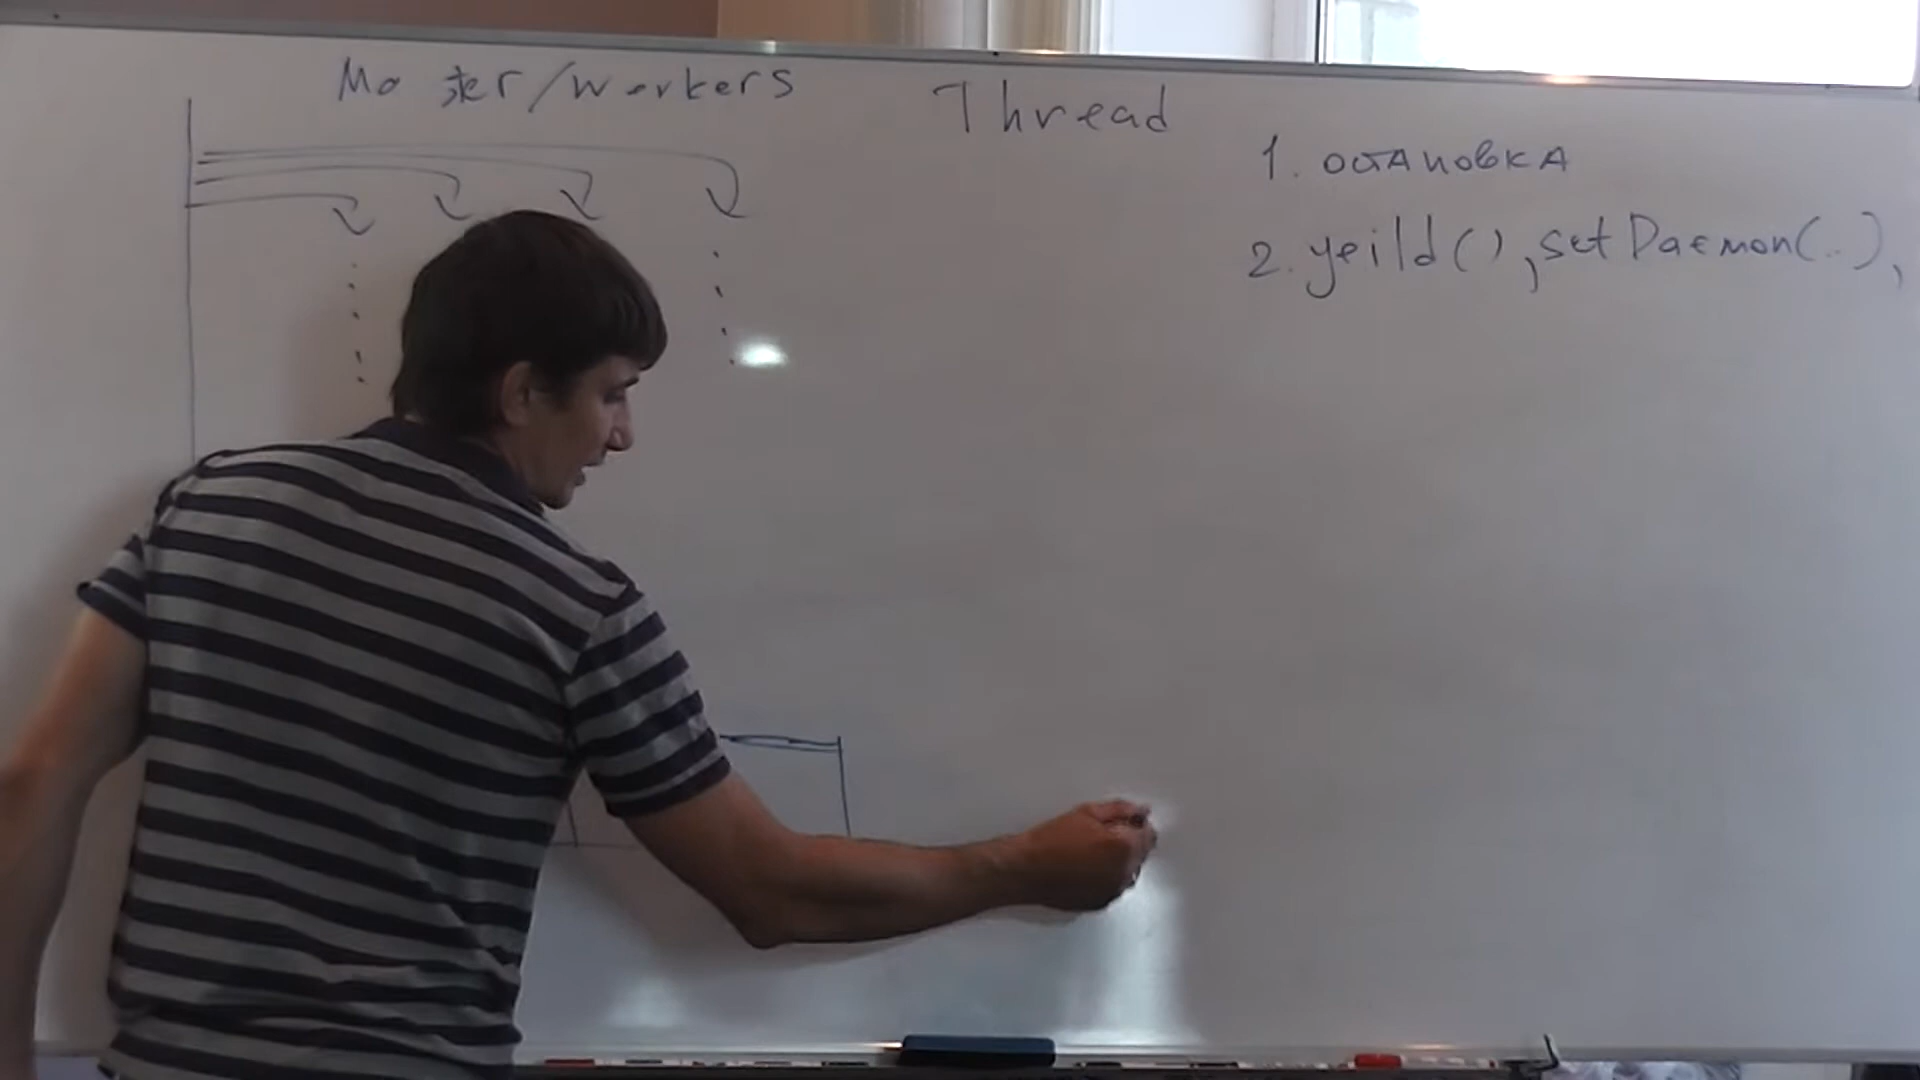 Master/workers
Thread
1. остановка
2. yeild(), setDaemon(..),